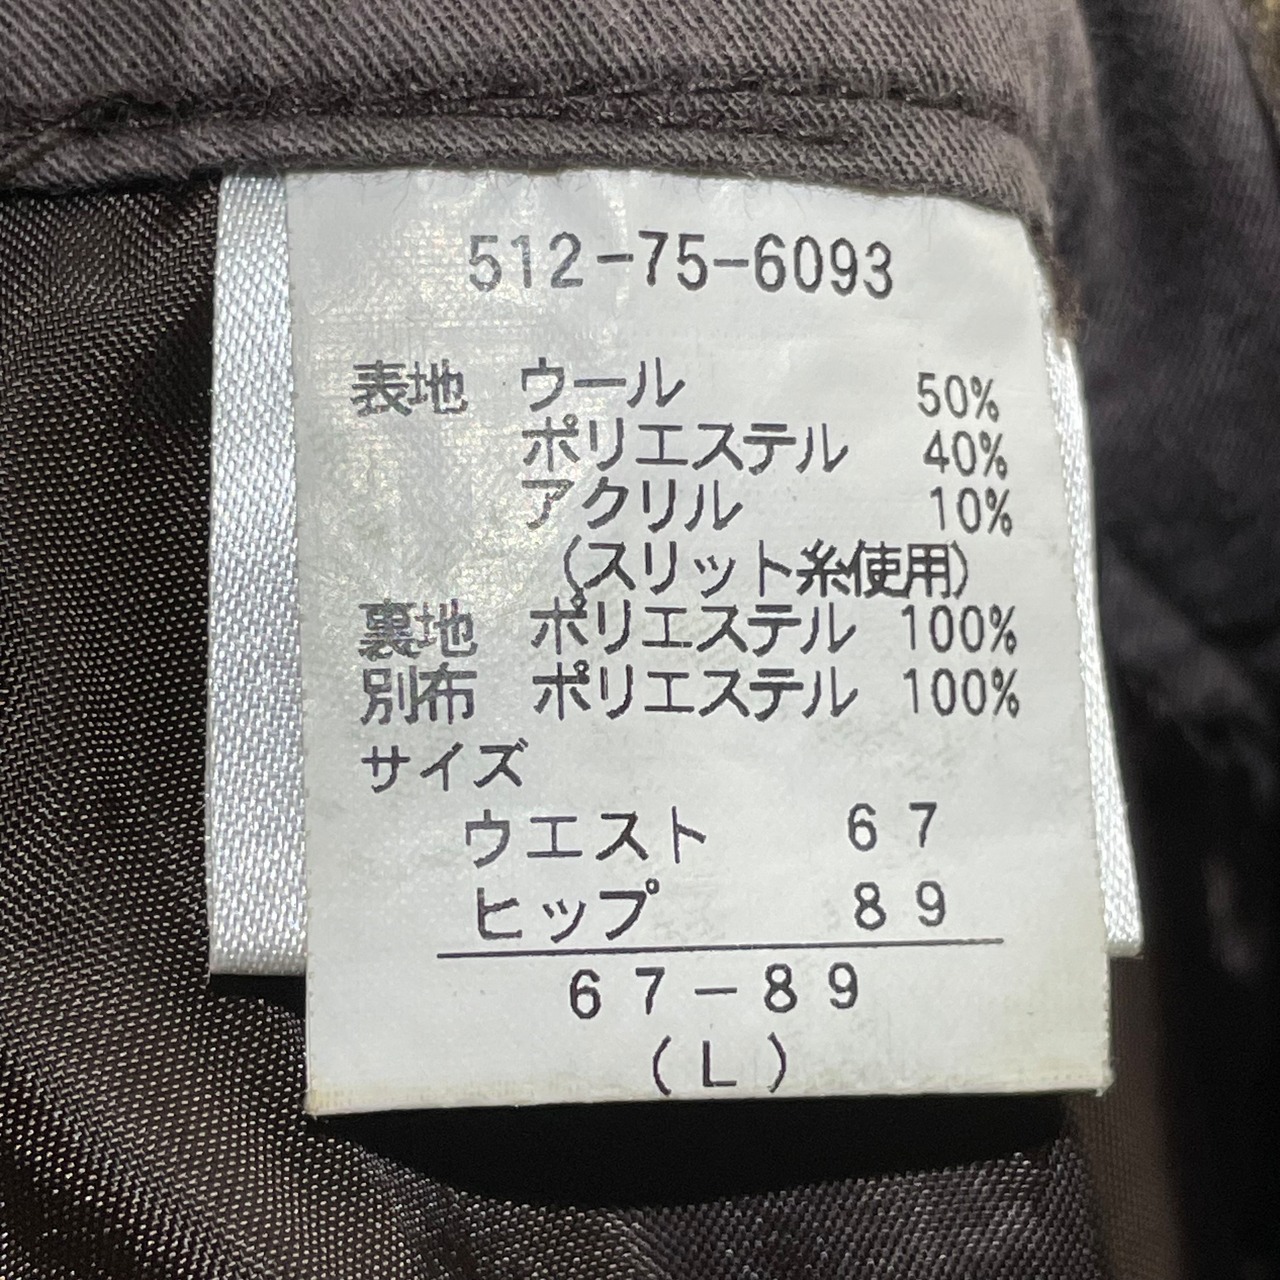 512-75-6093
表地 ウール 50%
ポリエステル 40%
アクリル 10%
(スリット糸使用)
裏地 ポリエステル 100%
別布 ポリエステル 100%
サイズ
ウエスト 67
ヒップ 89
67-89
(L)